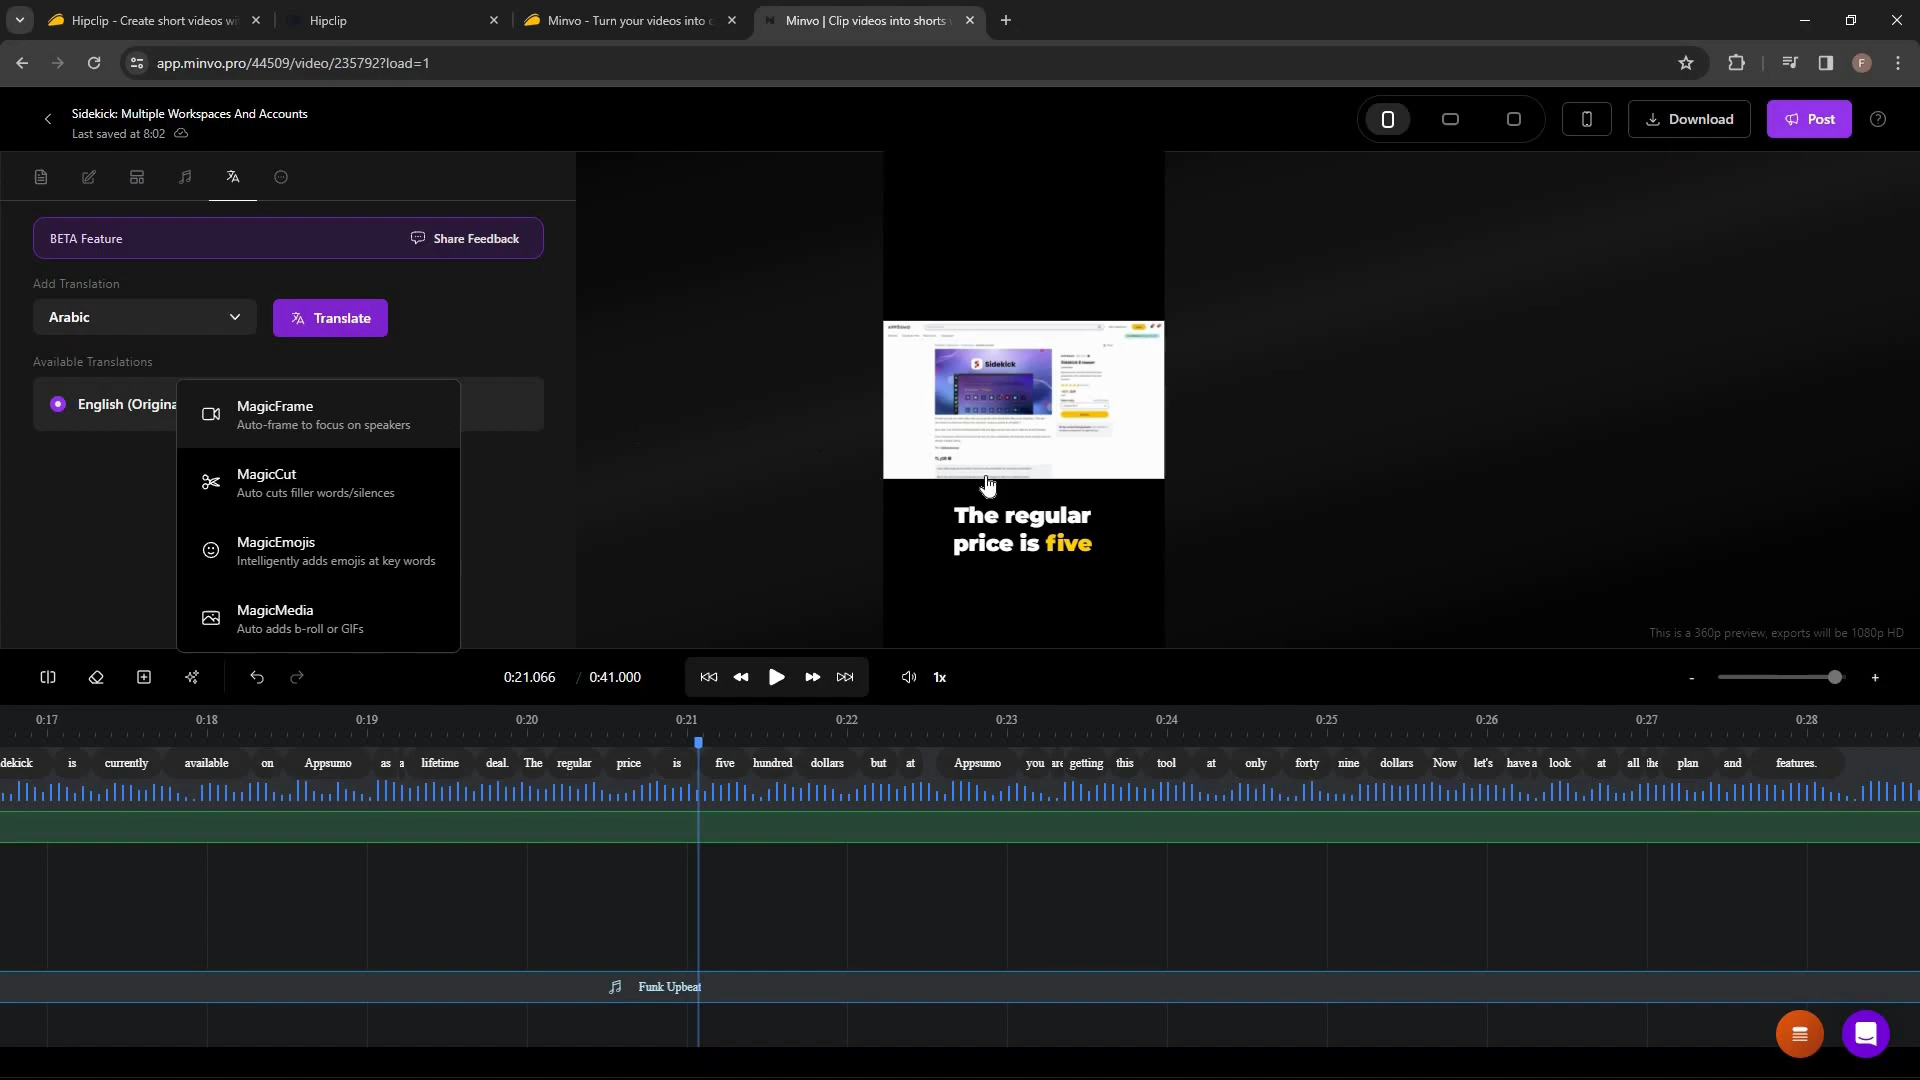 Hipclip - Create short videos wi
Hipclip
Minvo - Turn your videos into c
Minvo | Clip videos into shorts
app.minvo.pro/44509/video/235792?load=1
F
Sidekick: Multiple Workspaces And Accounts
Last saved at 8:02
Download
Post
BETA Feature
Share Feedback
Add Translation
Arabic
Translate
Available Translations
English (Origina
MagicFrame
Auto-frame to focus on speakers
MagicCut
Auto cuts filler words/silences
MagicEmojis
Intelligently adds emojis at key words
MagicMedia
Auto adds b-roll or GIFs
Sidekick
The regular
price is five
This is a 360p preview, exports will be 1080p HD
0:21.066 / 0:41.000
1x
- +
0:17 0:18 0:19 0:20 0:21 0:22 0:23 0:24 0:25 0:26 0:27 0:28
dekick is currently available on Appsumo as a lifetime deal. The regular price is five hundred dollars but at Appsumo you are getting this tool at only forty nine dollars Now let's have a look at all the plan and features.
Funk Upbeat